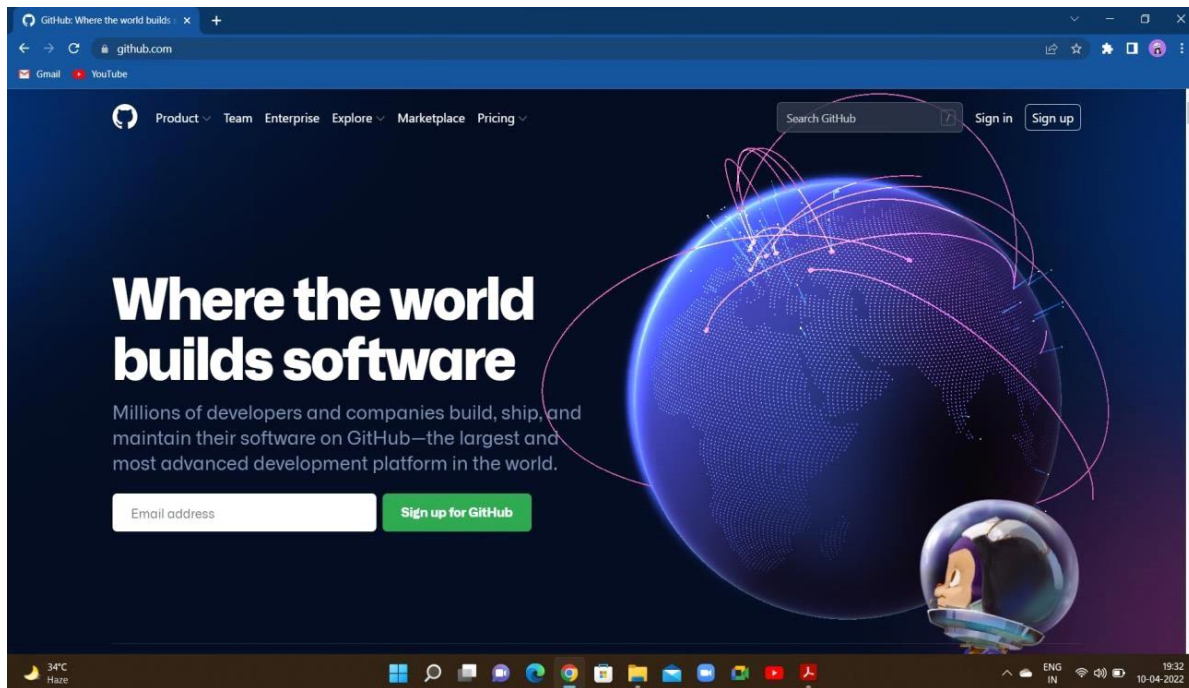 GitHub: Where the world builds s
github.com
Gmail YouTube
Product Team Enterprise Explore Marketplace Pricing Search GitHub / Sign in Sign up
Where the world
builds software
Millions of developers and companies build, ship, and
maintain their software on GitHub—the largest and
most advanced development platform in the world.
Email address Sign up for GitHub
34°C
Haze
ENG
IN
19:32
10-04-2022